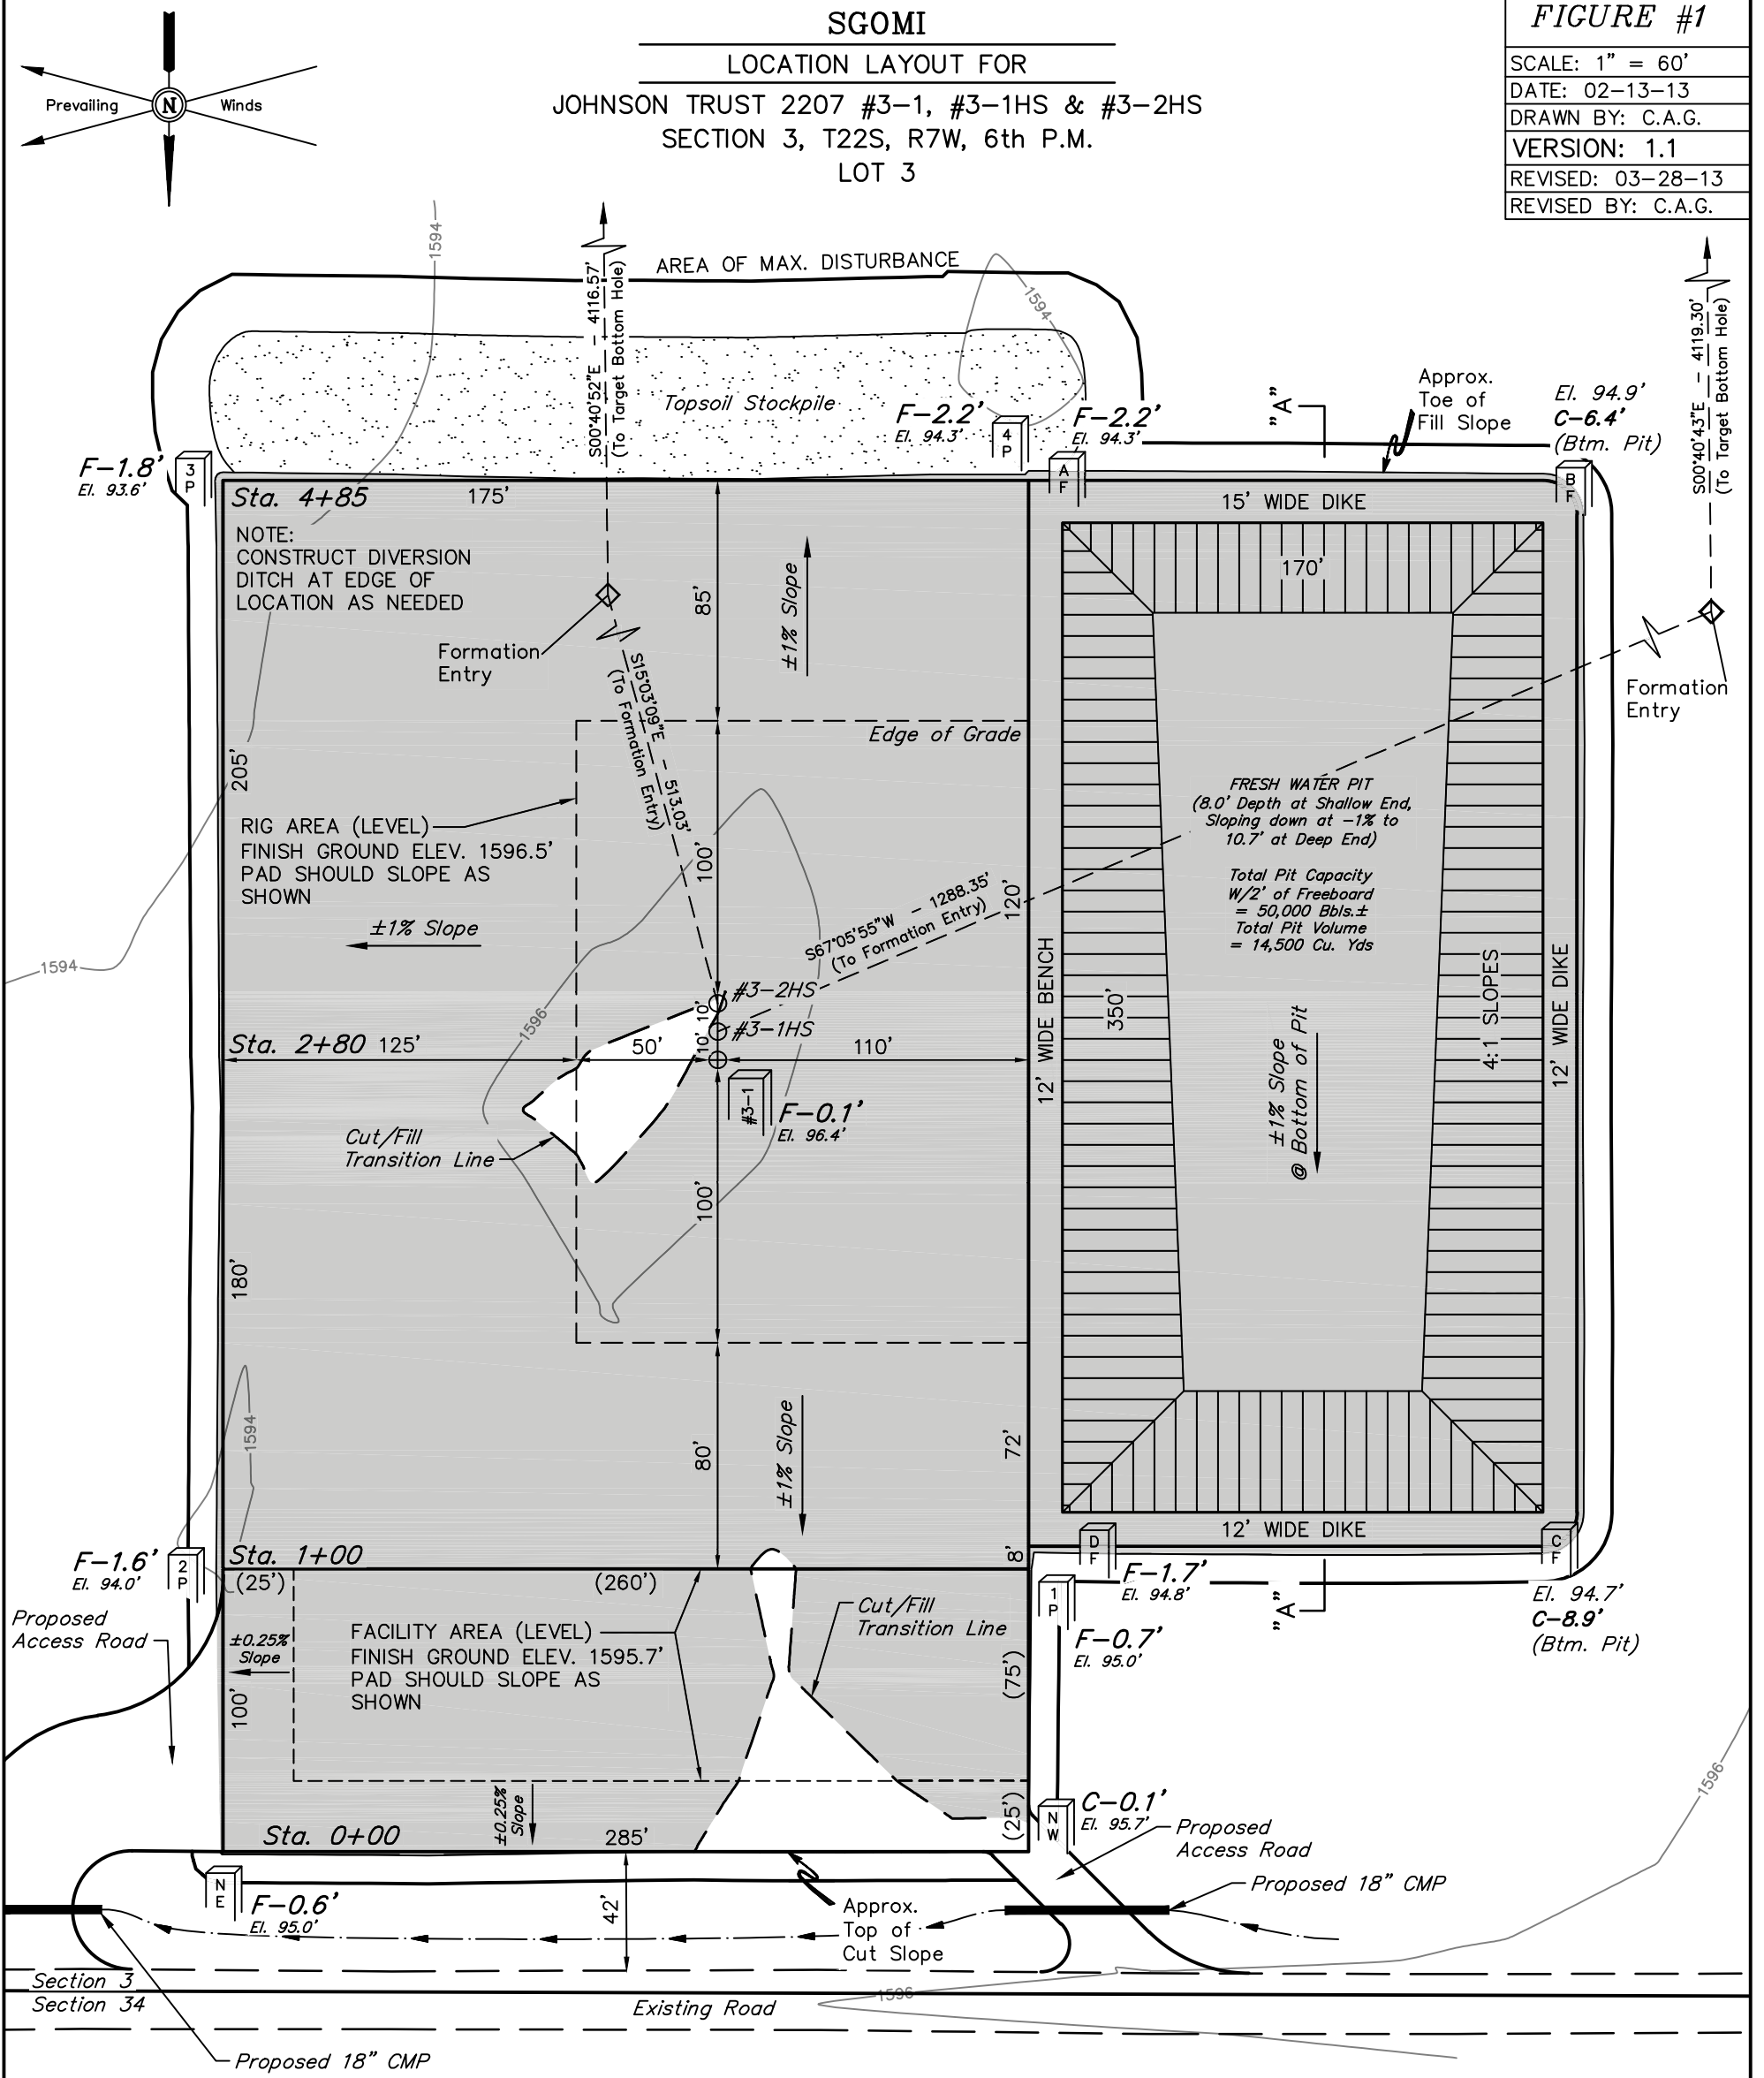 SGOMI
LOCATION LAYOUT FOR
JOHNSON TRUST 2207 #3-1, #3-1HS & #3-2HS
SECTION 3, T22S, R7W, 6th P.M.
LOT 3
FIGURE #1
SCALE: 1" = 60'
DATE: 02-13-13
DRAWN BY: C.A.G.
VERSION: 1.1
REVISED: 03-28-13
REVISED BY: C.A.G.
Prevailing
N
Winds
1594
AREA OF MAX. DISTURBANCE
1594
S00°40'52"E - 4116.57'
(To Target Bottom Hole)
S00°40'43"E - 4119.30'
(To Target Bottom Hole)
Topsoil Stockpile
F-2.2'
El. 94.3'
4
P
F-2.2'
El. 94.3'
A
F
"A"
Approx.
Toe of
Fill Slope
El. 94.9'
C-6.4'
(Btm. Pit)
B
F
F-1.8'
El. 93.6'
3
P
Sta. 4+85
175'
15' WIDE DIKE
NOTE:
CONSTRUCT DIVERSION
DITCH AT EDGE OF
LOCATION AS NEEDED
170'
85'
±1% Slope
Formation
Entry
Formation
Entry
S15°03'09"E - 513.03'
(To Formation Entry)
Edge of Grade
205'
RIG AREA (LEVEL)
FINISH GROUND ELEV. 1596.5'
PAD SHOULD SLOPE AS
SHOWN
100'
FRESH WATER PIT
(8.0' Depth at Shallow End,
Sloping down at -1% to
10.7' at Deep End)
Total Pit Capacity
W/2' of Freeboard
= 50,000 Bbls.±
Total Pit Volume
= 14,500 Cu. Yds
±1% Slope
S67°05'55"W - 1288.35'
(To Formation Entry)
120'
1594
12' WIDE BENCH
350'
4:1 SLOPES
12' WIDE DIKE
#3-2HS
10'
#3-1HS
10'
1596
Sta. 2+80
125'
50'
110'
±1% Slope
@ Bottom of Pit
#3-1
F-0.1'
El. 96.4'
Cut/Fill
Transition Line
100'
180'
1594
80'
±1% Slope
72'
12' WIDE DIKE
Sta. 1+00
8'
D
F
C
F
F-1.6'
El. 94.0'
2
P
(25')
(260')
F-1.7'
El. 94.8'
1
P
"A"
El. 94.7'
C-8.9'
(Btm. Pit)
Proposed
Access Road
±0.25%
Slope
FACILITY AREA (LEVEL)
FINISH GROUND ELEV. 1595.7'
PAD SHOULD SLOPE AS
SHOWN
Cut/Fill
Transition Line
F-0.7'
El. 95.0'
(75')
100'
±0.25%
Slope
(25')
N
W
C-0.1'
El. 95.7'
1596
Sta. 0+00
285'
Proposed
Access Road
N
E
F-0.6'
El. 95.0'
42'
Approx.
Top of
Cut Slope
Proposed 18" CMP
Section 3
Section 34
1596
Existing Road
Proposed 18" CMP